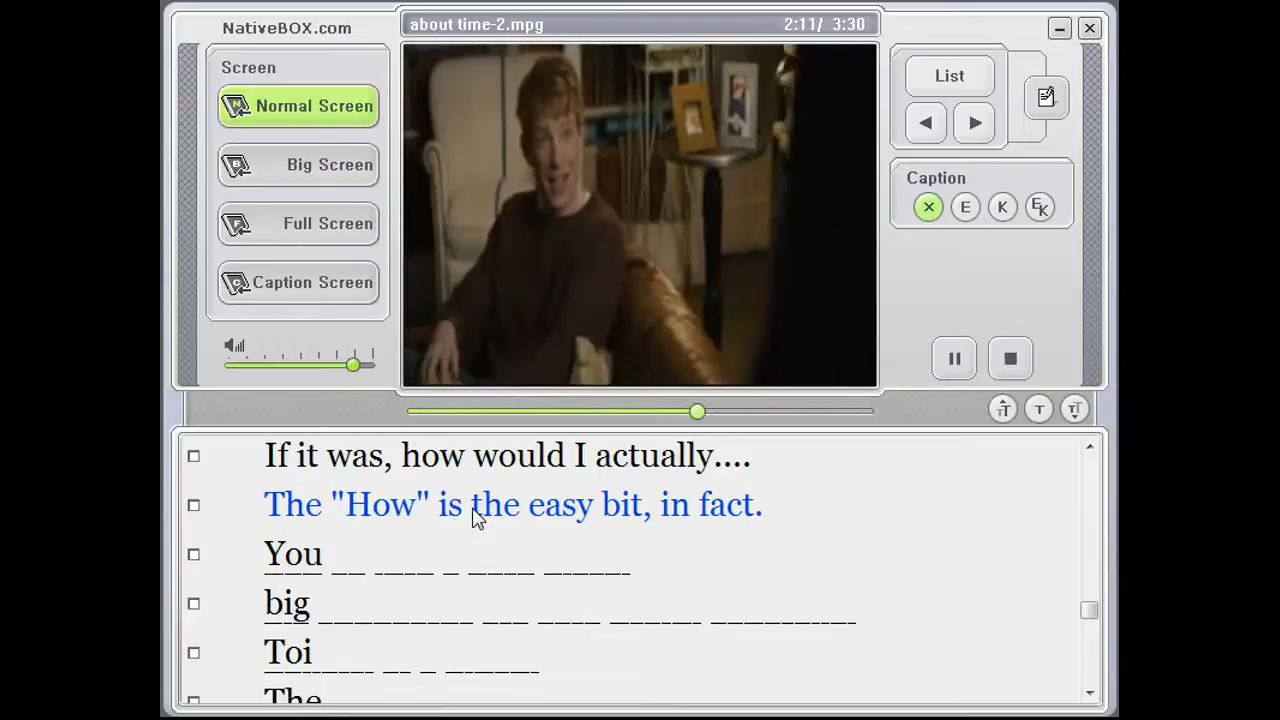 NativeBOX.com
about time-2.mpg 2:11/ 3:30
Screen
Normal Screen
Big Screen
Full Screen
Caption Screen
List
Caption
X E K EK
T T T
If it was, how would I actually....
The "How" is the easy bit, in fact.
You
big
Toi
The